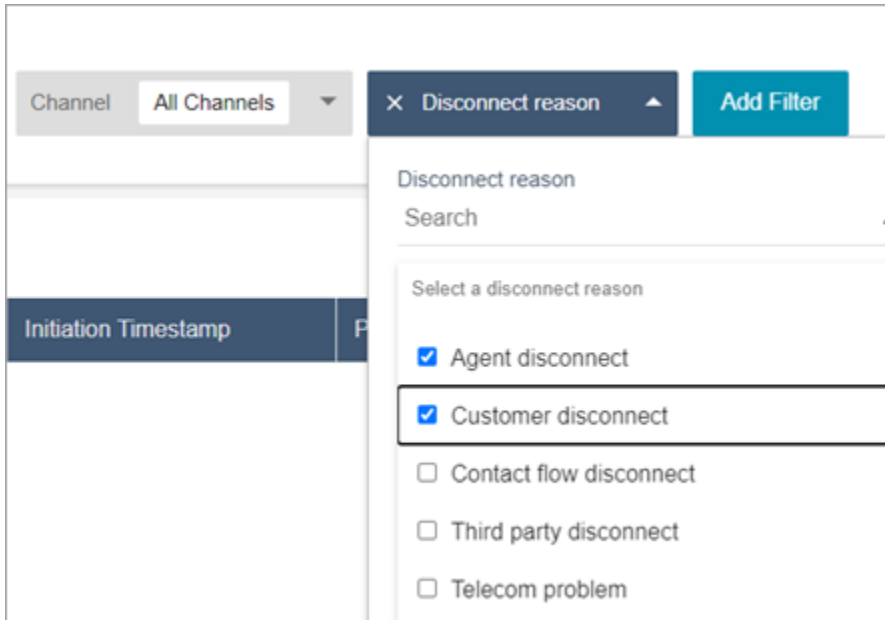 Channel All Channels
Disconnect reason
Add Filter
Disconnect reason
Search
Select a disconnect reason
Initiation Timestamp
P
Agent disconnect
Customer disconnect
Contact flow disconnect
Third party disconnect
Telecom problem